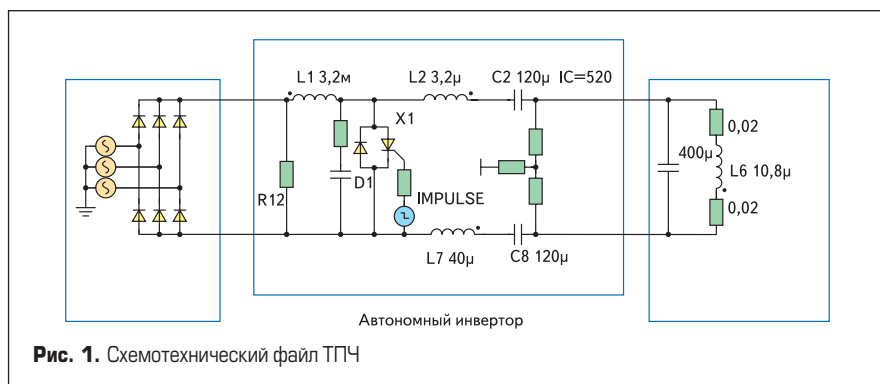 L1 3,2м
L2 3,2µ
C2 120µ IC=520
X1
R12
D1
IMPULSE
L7 40µ
C8 120µ
400µ
0,02
L6 10,8µ
0,02
Автономный инвертор
Рис. 1. Схемотехнический файл ТПЧ